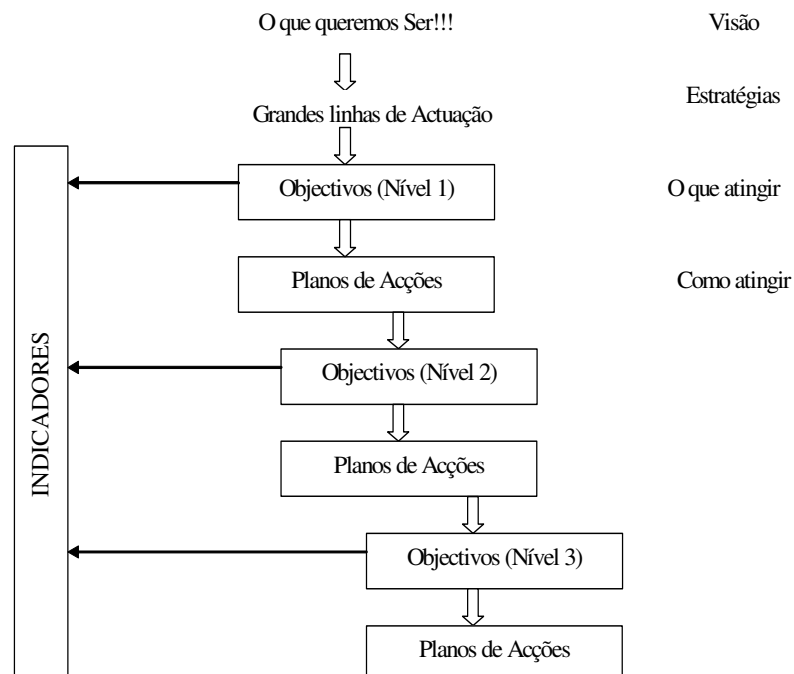 O que queremos Ser!!!
Visão
Estratégias
Grandes linhas de Actuação
Objectivos (Nível 1)
O que atingir
Planos de Acções
Como atingir
INDICADORES
Objectivos (Nível 2)
Planos de Acções
Objectivos (Nível 3)
Planos de Acções